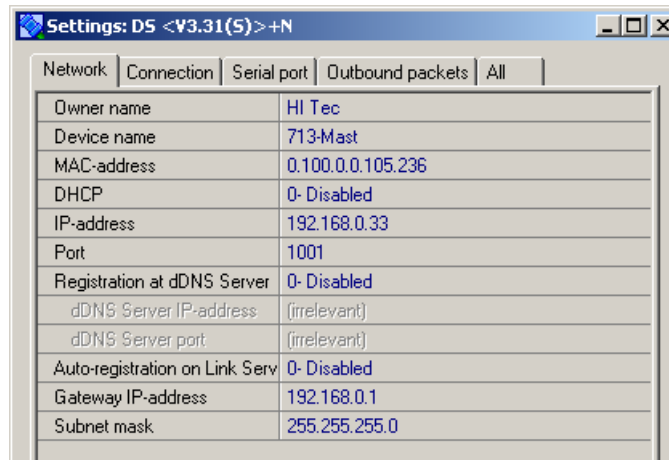 Settings: DS <V3.31(S)>+N
Network Connection Serial port Outbound packets All
Owner name HI Tec
Device name 713-Mast
MAC-address 0.100.0.0.105.236
DHCP 0- Disabled
IP-address 192.168.0.33
Port 1001
Registration at dDNS Server 0- Disabled
dDNS Server IP-address (irrelevant)
dDNS Server port (irrelevant)
Auto-registration on Link Serv 0- Disabled
Gateway IP-address 192.168.0.1
Subnet mask 255.255.255.0